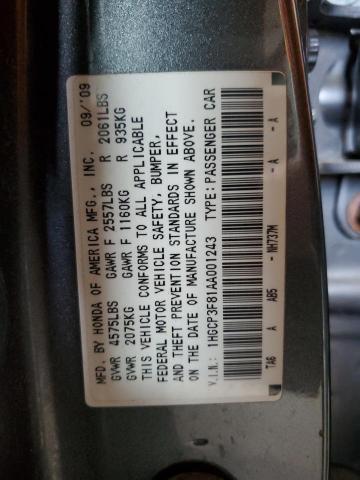 MFD. BY HONDA OF AMERICA MFG., INC. 09/'09
GVWR 4575LBS GAWR F 2557LBS R 2061LBS
GVWR 2075KG GAWR F 1160KG R 935KG
THIS VEHICLE CONFORMS TO ALL APPLICABLE
FEDERAL MOTOR VEHICLE SAFETY, BUMPER,
AND THEFT PREVENTION STANDARDS IN EFFECT
ON THE DATE OF MANUFACTURE SHOWN ABOVE.
V.I.N.: 1HGCP3F81AA001243 TYPE: PASSENGER CAR
TA6 A AB5 -NH737M -A -A